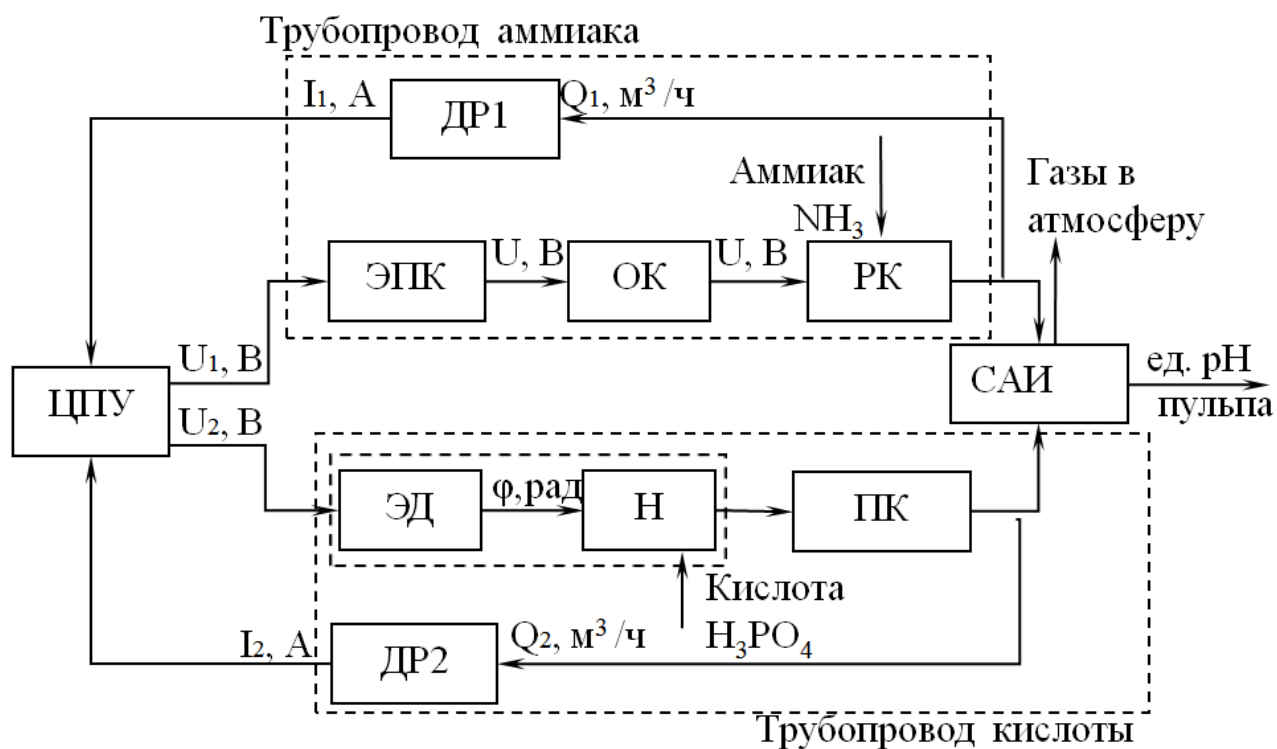 Трубопровод аммиака
I₁, А
ДР1
Q₁, м³/ч
Аммиак
NH₃
Газы в
атмосферу
ЭПК
U, В
ОК
U, В
РК
U₁, В
ЦПУ
U₂, В
САИ
ед. pH
пульпа
ЭД
φ,рад
Н
ПК
Кислота
H₃PO₄
I₂, А
ДР2
Q₂, м³/ч
Трубопровод кислоты